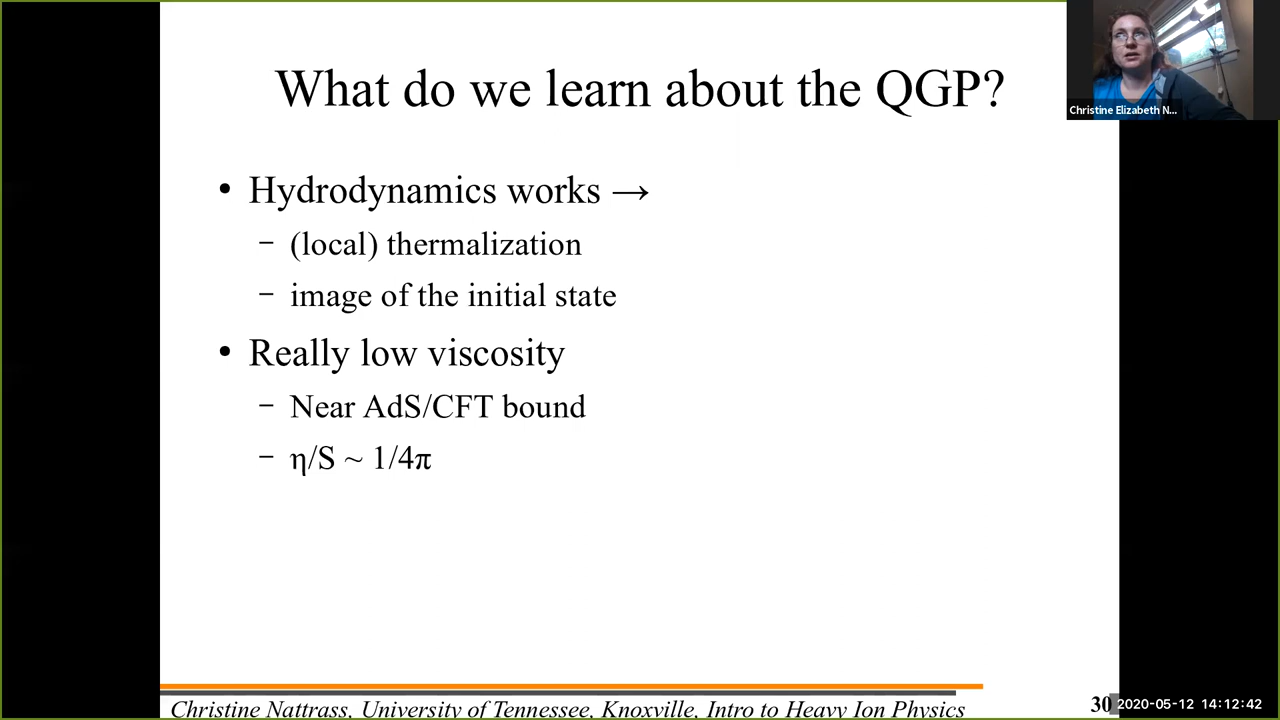 What do we learn about the QGP?
Christine Elizabeth N...
• Hydrodynamics works →
– (local) thermalization
– image of the initial state
• Really low viscosity
– Near AdS/CFT bound
– η/S ~ 1/4π
Christine Nattrass, University of Tennessee, Knoxville, Intro to Heavy Ion Physics
30
2020-05-12 14:12:42